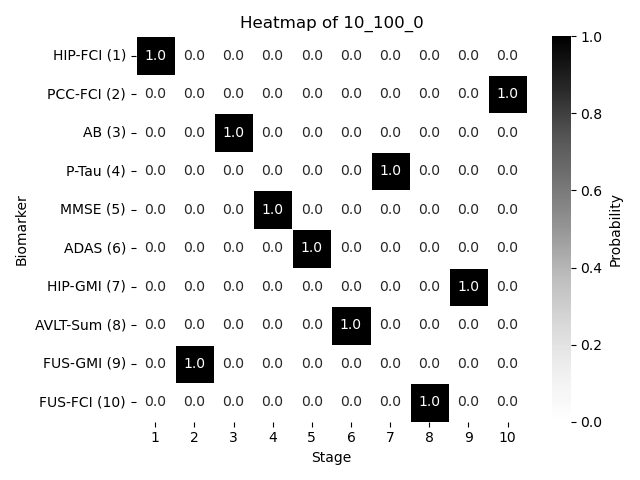 Heatmap of 10_100_0
HIP-FCI (1) 1.0 0.0 0.0 0.0 0.0 0.0 0.0 0.0 0.0 0.0
PCC-FCI (2) 0.0 0.0 0.0 0.0 0.0 0.0 0.0 0.0 0.0 1.0
AB (3) 0.0 0.0 1.0 0.0 0.0 0.0 0.0 0.0 0.0 0.0
P-Tau (4) 0.0 0.0 0.0 0.0 0.0 0.0 1.0 0.0 0.0 0.0
MMSE (5) 0.0 0.0 0.0 1.0 0.0 0.0 0.0 0.0 0.0 0.0
ADAS (6) 0.0 0.0 0.0 0.0 1.0 0.0 0.0 0.0 0.0 0.0
HIP-GMI (7) 0.0 0.0 0.0 0.0 0.0 0.0 0.0 0.0 1.0 0.0
AVLT-Sum (8) 0.0 0.0 0.0 0.0 0.0 1.0 0.0 0.0 0.0 0.0
FUS-GMI (9) 0.0 1.0 0.0 0.0 0.0 0.0 0.0 0.0 0.0 0.0
FUS-FCI (10) 0.0 0.0 0.0 0.0 0.0 0.0 0.0 1.0 0.0 0.0
1 2 3 4 5 6 7 8 9 10
Stage
Biomarker
1.0
0.8
0.6
0.4
0.2
0.0
Probability